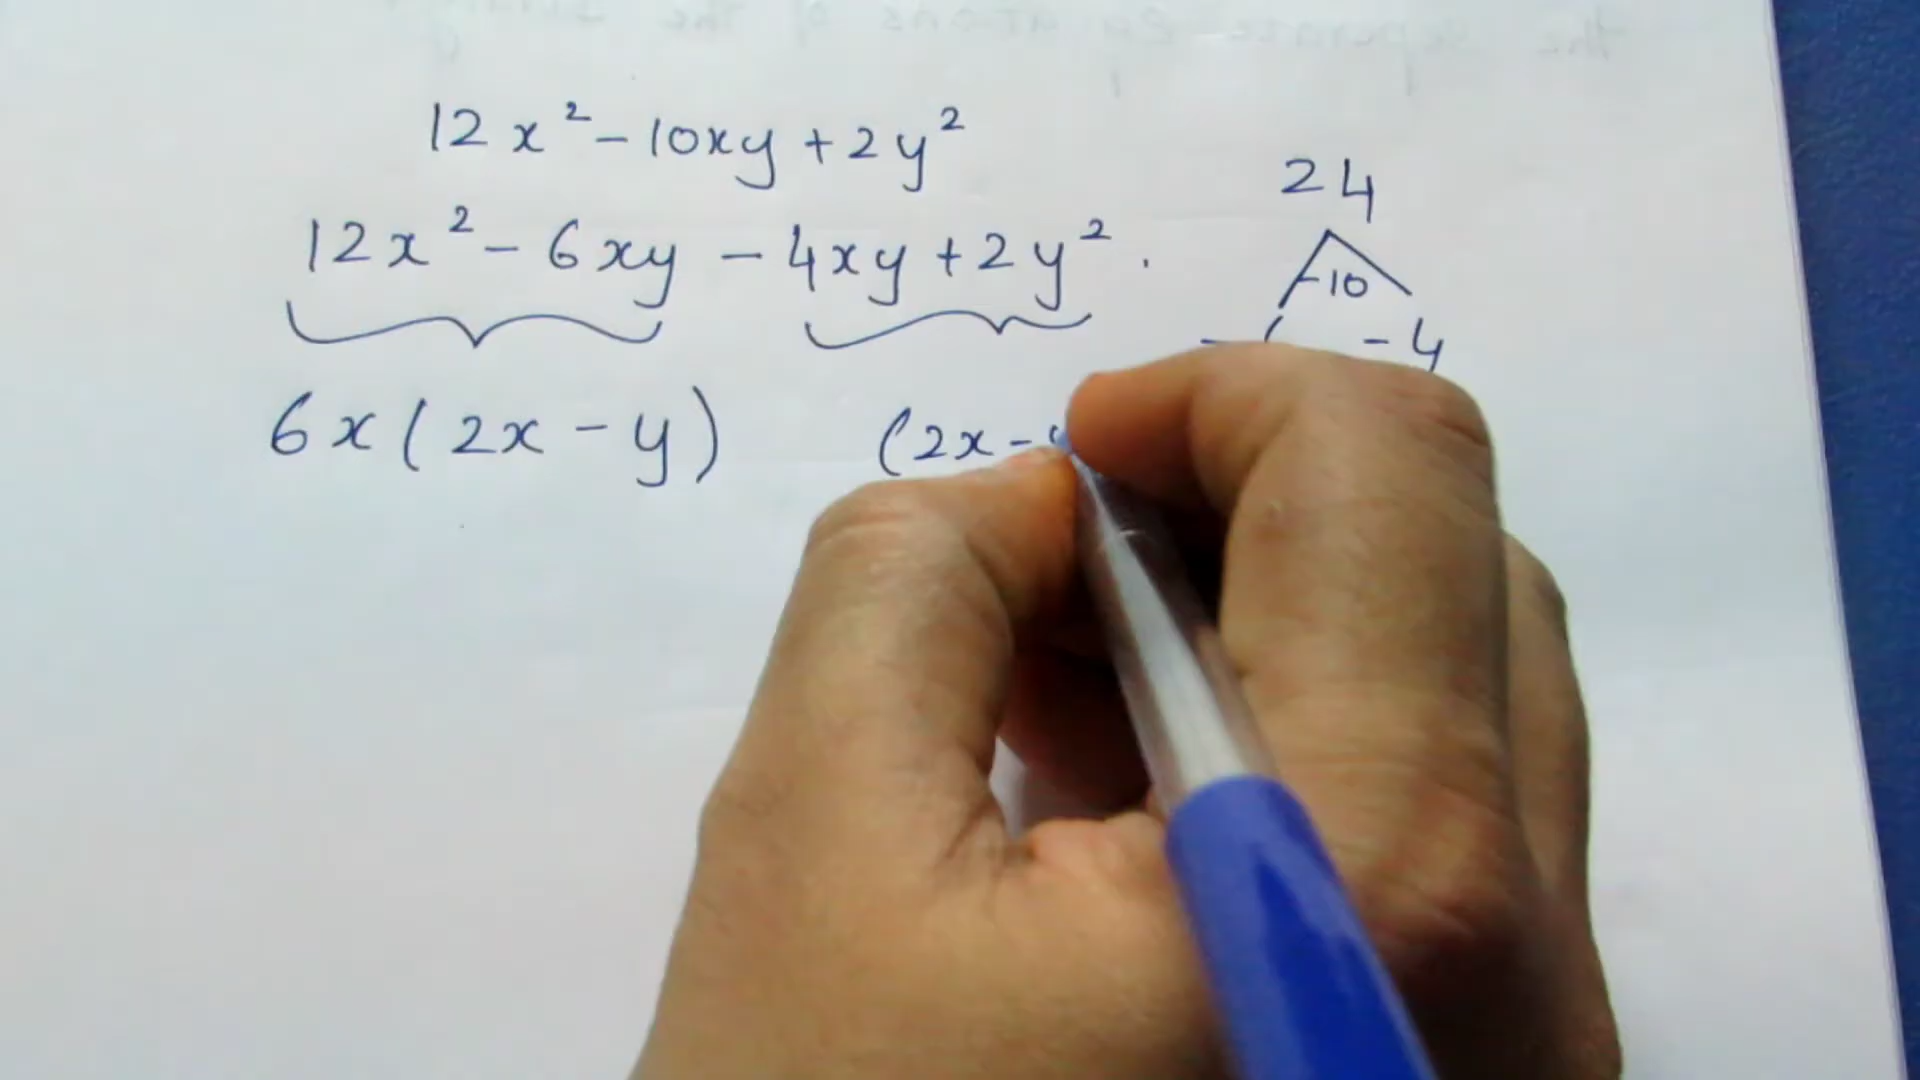 12x² - 10xy + 2y²
24
12x² - 6xy - 4xy + 2y² .
-10
- 4
6x(2x - y) (2x -